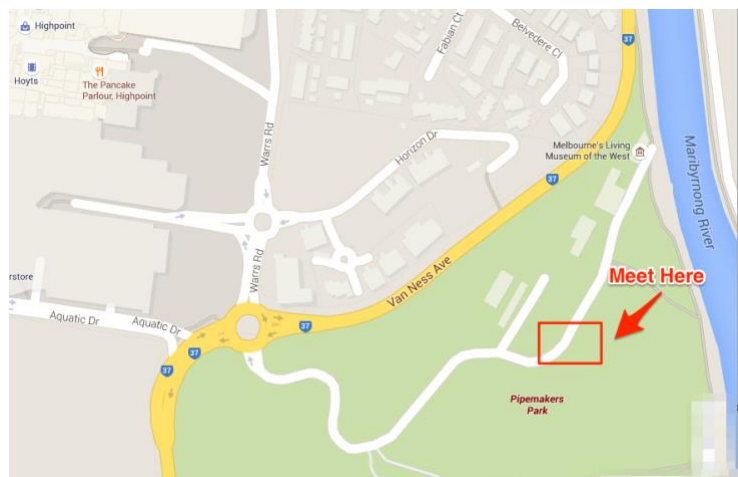 Highpoint
Hoyts
The Pancake
Parlour, Highpoint
Fabian Ct
Belvedere Cl
37
Warrs Rd
Horizon Dr
Melbourne's Living
Museum of the West
37
Maribyrnong River
Warrs Rd
Van Ness Ave
rstore
Meet Here
Aquatic Dr
Aquatic Dr
37
37
37
Pipemakers
Park